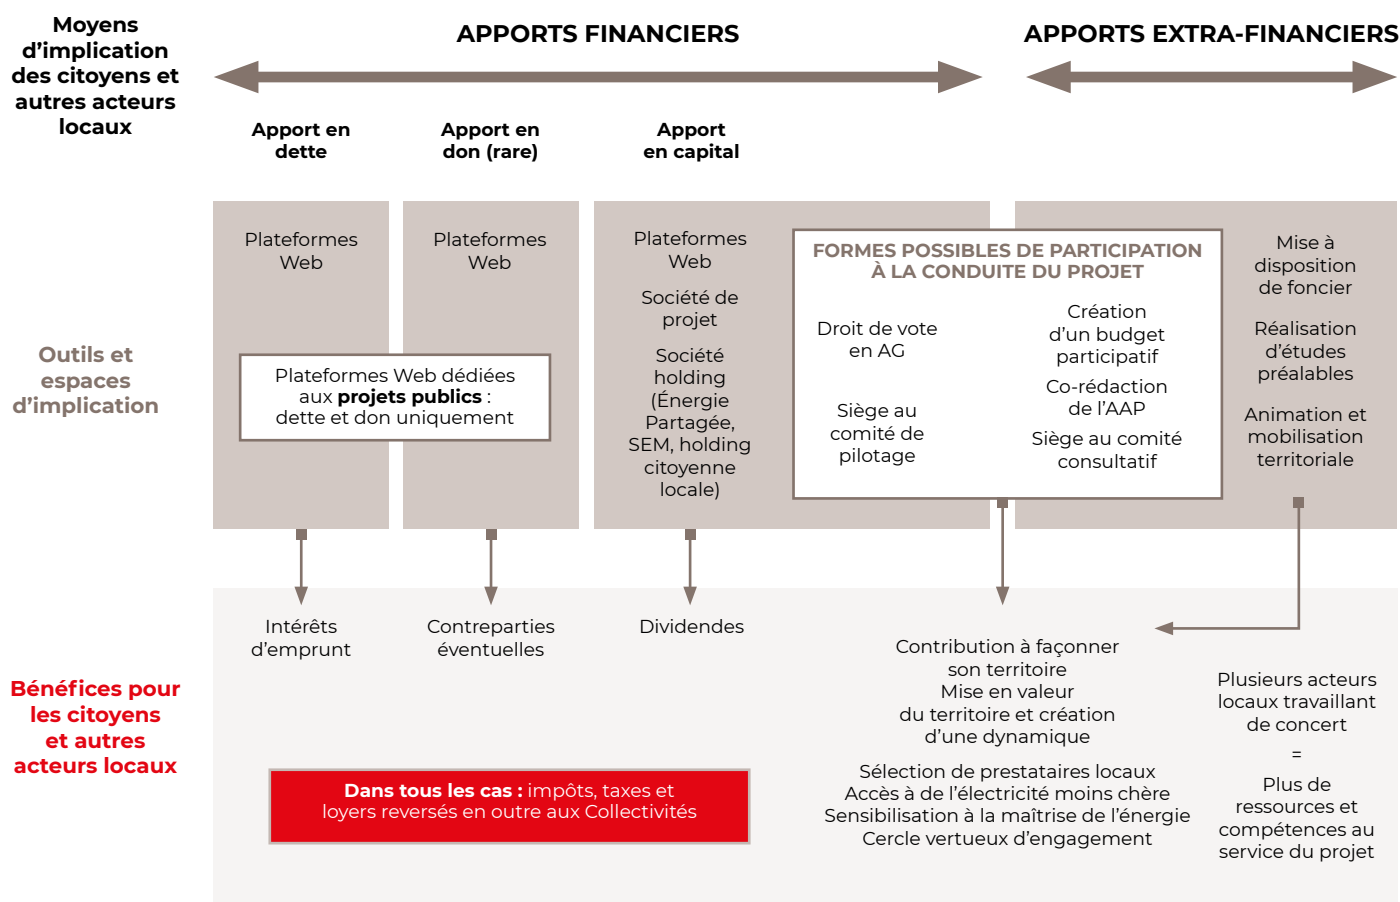 Moyens
d’implication
des citoyens et
autres acteurs
locaux
APPORTS FINANCIERS
APPORTS EXTRA-FINANCIERS
Apport en
dette
Apport en
don (rare)
Apport
en capital
Outils et
espaces
d’implication
Plateformes
Web
Plateformes
Web
Plateformes Web dédiées
aux projets publics :
dette et don uniquement
Plateformes
Web
Société de
projet
Société
holding
(Énergie
Partagée,
SEM, holding
citoyenne
locale)
FORMES POSSIBLES DE PARTICIPATION
À LA CONDUITE DU PROJET
Droit de vote
en AG
Siège au
comité de
pilotage
Création
d’un budget
participatif
Co-rédaction
de l’AAP
Siège au comité
consultatif
Mise à
disposition
de foncier
Réalisation
d’études
préalables
Animation et
mobilisation
territoriale
Bénéfices pour
les citoyens
et autres
acteurs locaux
Intérêts
d’emprunt
Contreparties
éventuelles
Dividendes
Dans tous les cas : impôts, taxes et
loyers reversés en outre aux Collectivités
Contribution à façonner
son territoire
Mise en valeur
du territoire et création
d’une dynamique
Sélection de prestataires locaux
Accès à de l’électricité moins chère
Sensibilisation à la maîtrise de l’énergie
Cercle vertueux d’engagement
Plusieurs acteurs
locaux travaillant
de concert
=
Plus de
ressources et
compétences au
service du projet